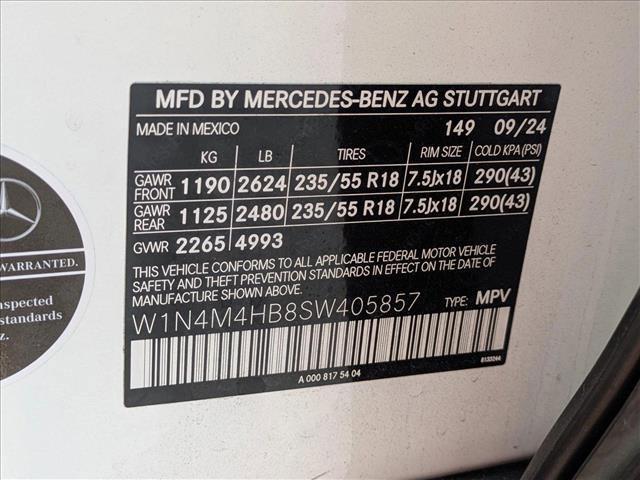 MFD BY MERCEDES-BENZ AG STUTTGART
MADE IN MEXICO 149 09/24
KG LB TIRES RIM SIZE COLD KPA(PSI)
GAWR FRONT 1190 2624 235/55 R18 7.5Jx18 290(43)
GAWR REAR 1125 2480 235/55 R18 7.5Jx18 290(43)
GVWR 2265 4993
THIS VEHICLE CONFORMS TO ALL APPLICABLE FEDERAL MOTOR VEHICLE
SAFETY AND THEFT PREVENTION STANDARDS IN EFFECT ON THE DATE OF
MANUFACTURE SHOWN ABOVE.
W1N4M4HB8SW405857 TYPE: MPV
A 000 817 54 04
WARRANTED.
inspected
standards